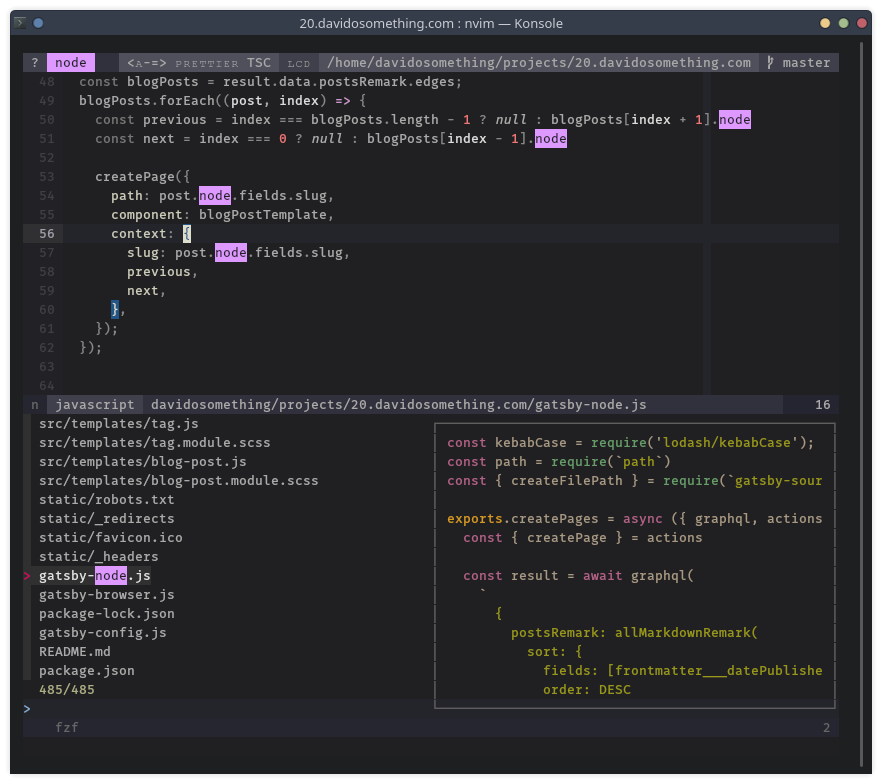 20.davidosomething.com : nvim — Konsole
? node <A-=> PRETTIER TSC LCD /home/davidosomething/projects/20.davidosomething.com master
48 const blogPosts = result.data.postsRemark.edges;
49 blogPosts.forEach((post, index) => {
50 const previous = index === blogPosts.length - 1 ? null : blogPosts[index + 1].node
51 const next = index === 0 ? null : blogPosts[index - 1].node
52
53 createPage({
54 path: post.node.fields.slug,
55 component: blogPostTemplate,
56 context: {
57 slug: post.node.fields.slug,
58 previous,
59 next,
60 },
61 });
62 });
63
64
n javascript davidosomething/projects/20.davidosomething.com/gatsby-node.js 16
src/templates/tag.js
src/templates/tag.module.scss
src/templates/blog-post.js
src/templates/blog-post.module.scss
static/robots.txt
static/_redirects
static/favicon.ico
static/_headers
> gatsby-node.js
gatsby-browser.js
package-lock.json
gatsby-config.js
README.md
package.json
485/485
>
const kebabCase = require('lodash/kebabCase');
const path = require(`path`)
const { createFilePath } = require(`gatsby-sour
exports.createPages = async ({ graphql, actions
const { createPage } = actions
const result = await graphql(
`
{
postsRemark: allMarkdownRemark(
sort: {
fields: [frontmatter___datePublishe
order: DESC
fzf 2